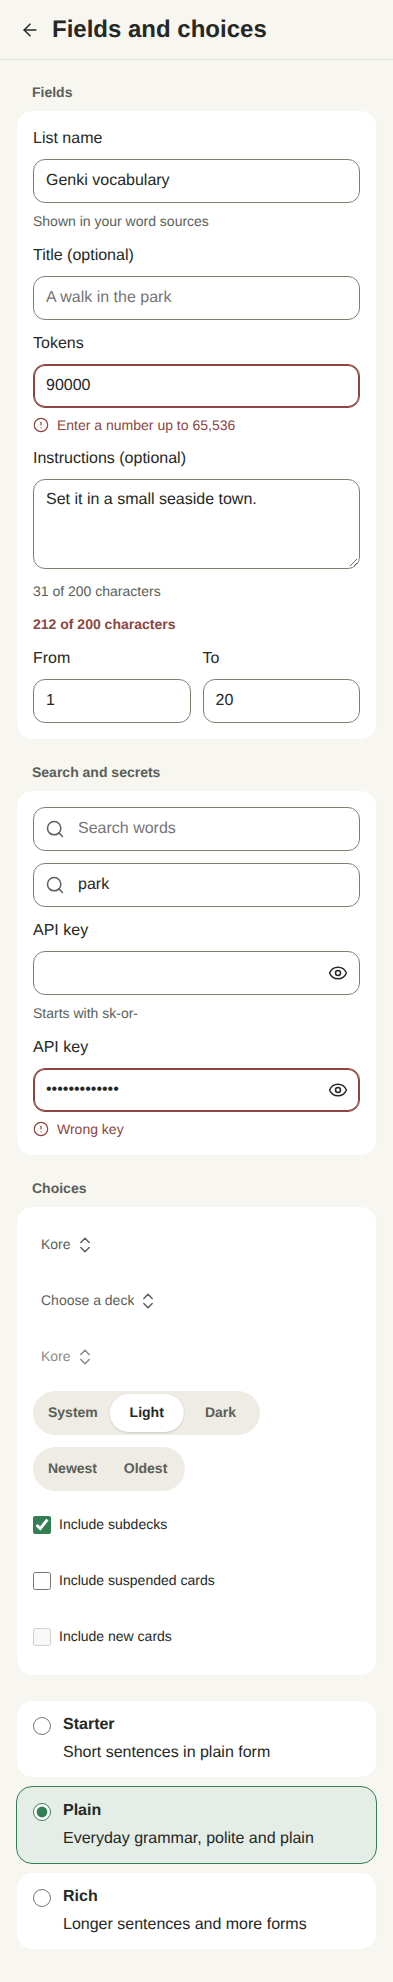 Fields and choices
Fields
List name
Genki vocabulary
Shown in your word sources
Title (optional)
A walk in the park
Tokens
90000
Enter a number up to 65,536
Instructions (optional)
Set it in a small seaside town.
31 of 200 characters
212 of 200 characters
From To
1 20
Search and secrets
Search words
park
API key
Starts with sk-or-
API key
•••••••••••••
Wrong key
Choices
Kore
Choose a deck
Kore
System Light Dark
Newest Oldest
Include subdecks
Include suspended cards
Include new cards
Starter
Short sentences in plain form
Plain
Everyday grammar, polite and plain
Rich
Longer sentences and more forms